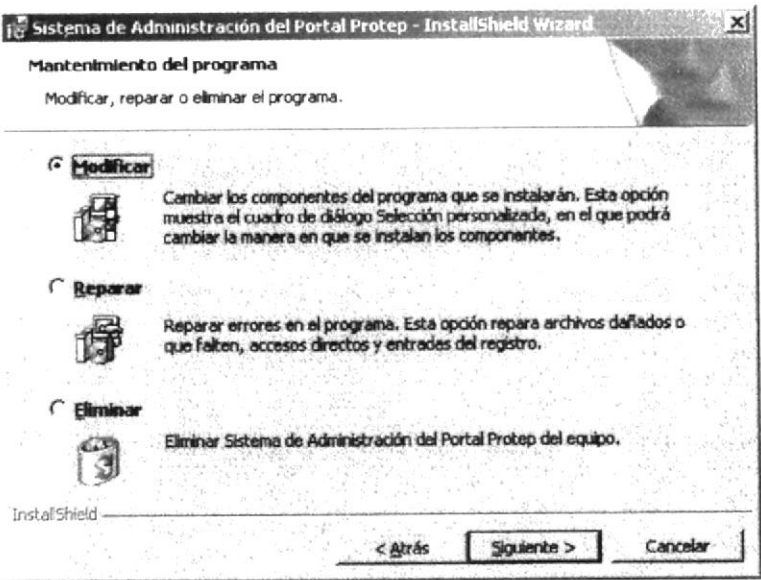 Sistema de Administración del Portal Protep - InstallShield Wizard
Mantenimiento del programa
Modificar, reparar o eliminar el programa.
Modificar
Cambiar los componentes del programa que se instalarán. Esta opción
muestra el cuadro de diálogo Selección personalizada, en el que podrá
cambiar la manera en que se instalan los componentes.
Reparar
Reparar errores en el programa. Esta opción repara archivos dañados o
que falten, accesos directos y entradas del registro.
Eliminar
Eliminar Sistema de Administración del Portal Protep del equipo.
InstallShield
< Atrás Siguiente > Cancelar